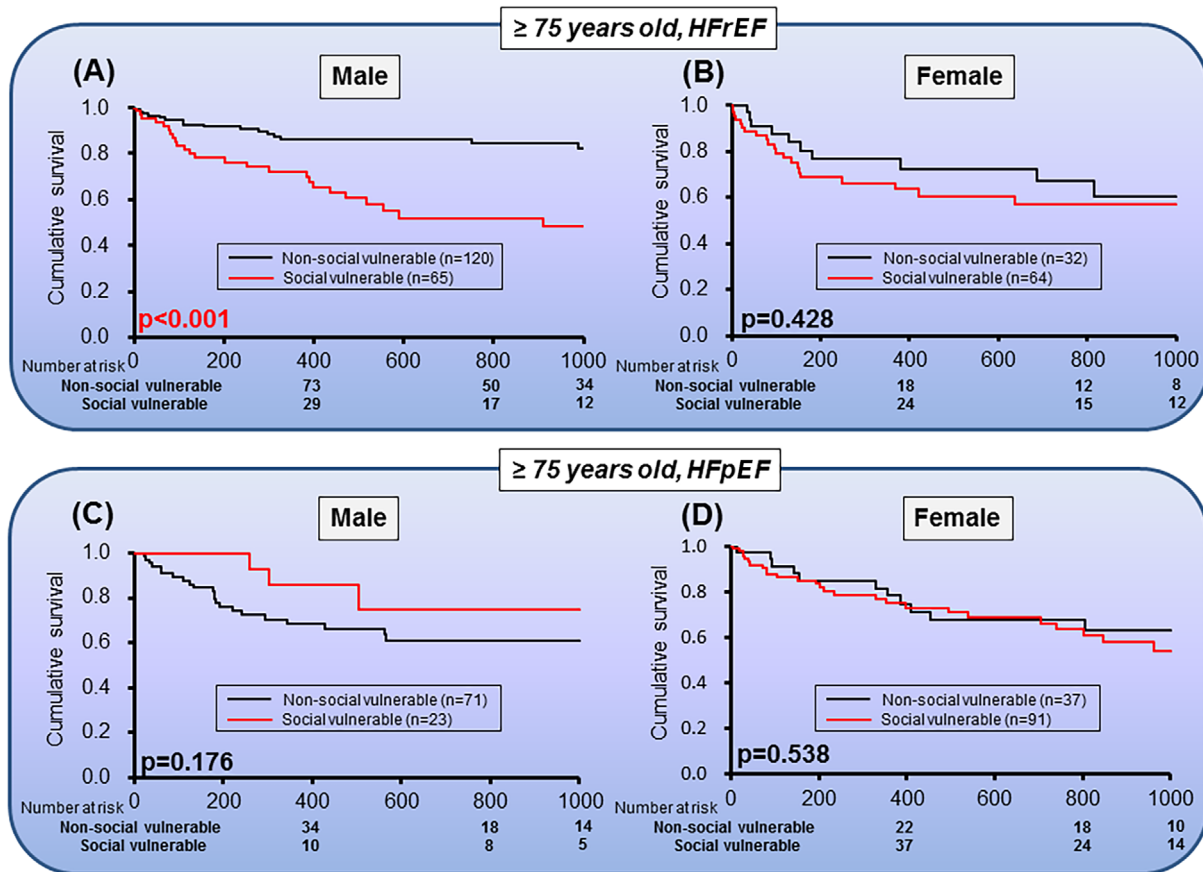 ≥ 75 years old, HFrEF
(A)
Male
Cumulative survival
1.0
0.8
0.6
0.4
0.2
0.0
Non-social vulnerable (n=120)
Social vulnerable (n=65)
p<0.001
200
400
600
800
1000
Number at risk
Non-social vulnerable 73 50 34
Social vulnerable 29 17 12
(B)
Female
Cumulative survival
1.0
0.8
0.6
0.4
0.2
0.0
Non-social vulnerable (n=32)
Social vulnerable (n=64)
p=0.428
0
200
400
600
800
1000
Number at risk
Non-social vulnerable 18 12 8
Social vulnerable 24 15 12
≥ 75 years old, HFpEF
(C)
Male
Cumulative survival
1.0
0.8
0.6
0.4
0.2
0.0
Non-social vulnerable (n=71)
Social vulnerable (n=23)
p=0.176
0
200
400
600
800
1000
Number at risk
Non-social vulnerable 34 18 14
Social vulnerable 10 8 5
(D)
Female
Cumulative survival
1.0
0.8
0.6
0.4
0.2
0.0
Non-social vulnerable (n=37)
Social vulnerable (n=91)
p=0.538
0
200
400
600
800
1000
Number at risk
Non-social vulnerable 22 18 10
Social vulnerable 37 24 14